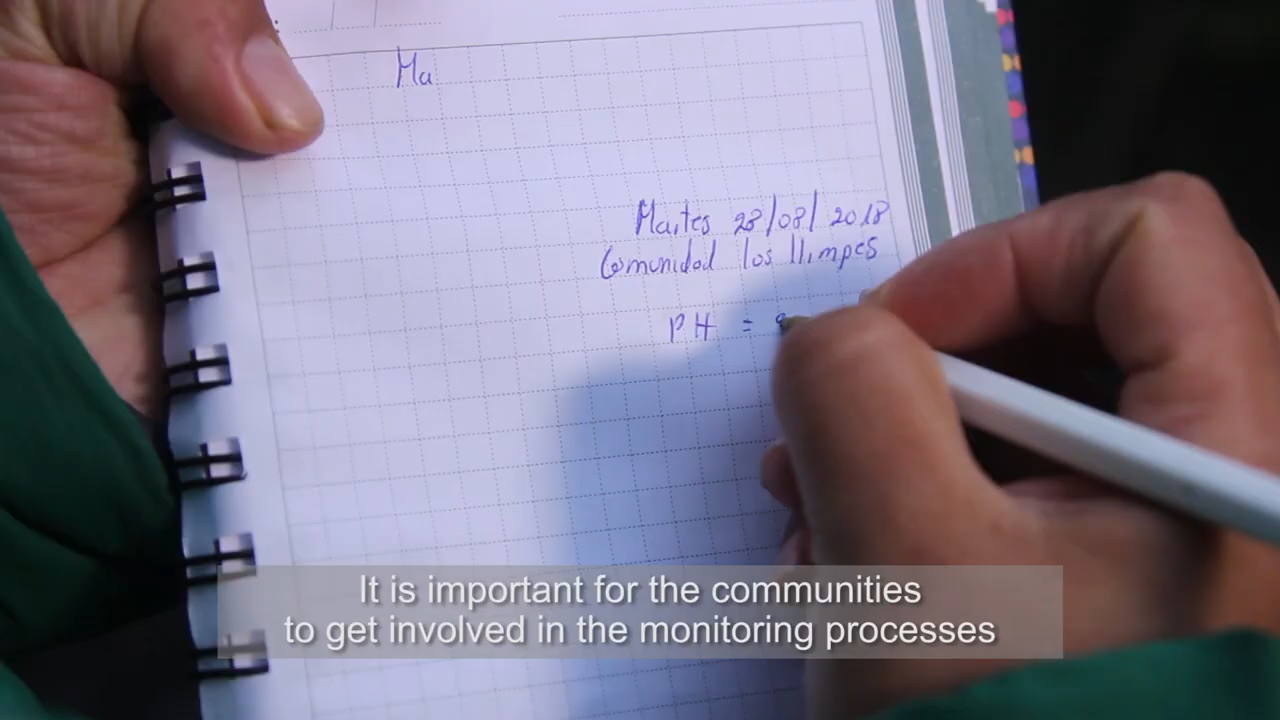 Ma
Martes 28/08/2018
Comunidad los llimpes
PH =
It is important for the communities
to get involved in the monitoring processes